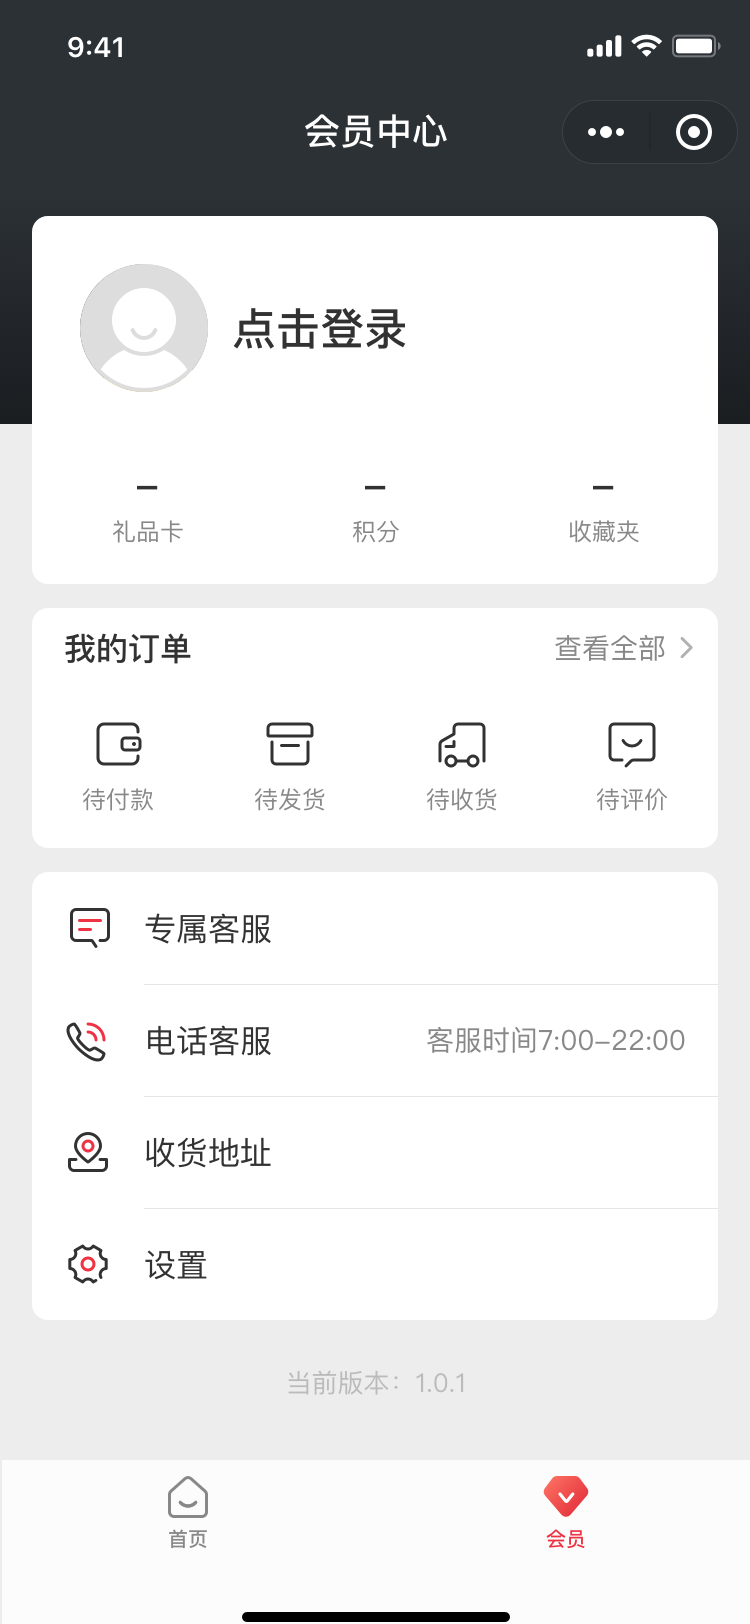 9:41
会员中心
点击登录
– – –
礼品卡 积分 收藏夹
我的订单 查看全部
待付款 待发货 待收货 待评价
专属客服
电话客服 客服时间7:00–22:00
收货地址
设置
当前版本：1.0.1
首页 会员